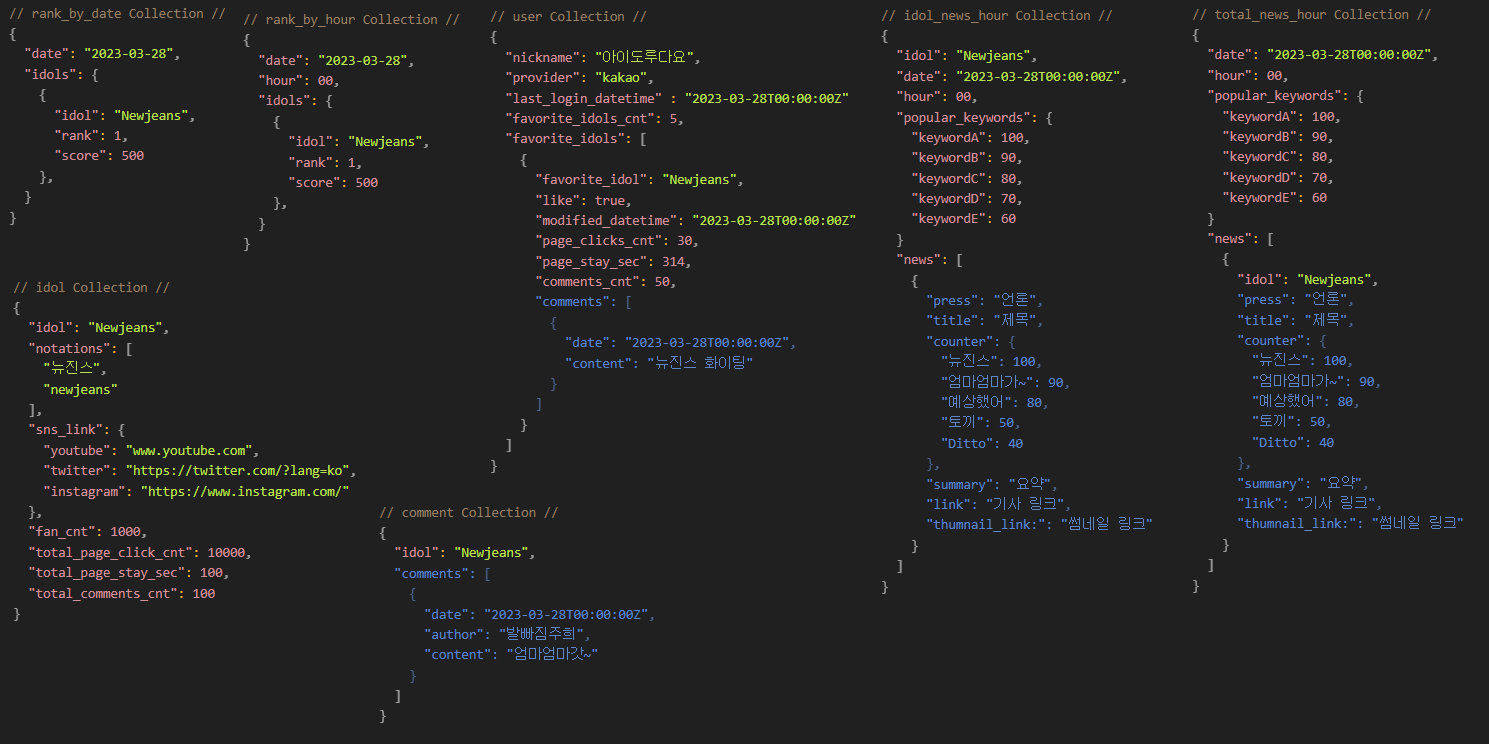 // rank_by_date Collection //
{
  "date": "2023-03-28",
  "idols": {
    {
      "idol": "Newjeans",
      "rank": 1,
      "score": 500
    },
  }
}
// rank_by_hour Collection //
{
  "date": "2023-03-28",
  "hour": 00,
  "idols": {
    {
      "idol": "Newjeans",
      "rank": 1,
      "score": 500
    },
  }
}
// user Collection //
{
  "nickname": "아이도루다요",
  "provider": "kakao",
  "last_login_datetime" : "2023-03-28T00:00:00Z"
  "favorite_idols_cnt": 5,
  "favorite_idols": [
    {
      "favorite_idol": "Newjeans",
      "like": true,
      "modified_datetime": "2023-03-28T00:00:00Z"
      "page_clicks_cnt": 30,
      "page_stay_sec": 314,
      "comments_cnt": 50,
      "comments": [
        {
          "date": "2023-03-28T00:00:00Z",
          "content": "뉴진스 화이팅"
        }
      ]
    }
  ]
}
// idol_news_hour Collection //
{
  "idol": "Newjeans",
  "date": "2023-03-28T00:00:00Z",
  "hour": 00,
  "popular_keywords": {
    "keywordA": 100,
    "keywordB": 90,
    "keywordC": 80,
    "keywordD": 70,
    "keywordE": 60
  }
  "news": [
    {
      "press": "언론",
      "title": "제목",
      "counter": {
        "뉴진스": 100,
        "엄마엄마가~": 90,
        "예상했어": 80,
        "토끼": 50,
        "Ditto": 40
      },
      "summary": "요약",
      "link": "기사 링크",
      "thumnail_link:": "썸네일 링크"
    }
  ]
}
// total_news_hour Collection //
{
  "date": "2023-03-28T00:00:00Z",
  "hour": 00,
  "popular_keywords": {
    "keywordA": 100,
    "keywordB": 90,
    "keywordC": 80,
    "keywordD": 70,
    "keywordE": 60
  }
  "news": [
    {
      "idol": "Newjeans",
      "press": "언론",
      "title": "제목",
      "counter": {
        "뉴진스": 100,
        "엄마엄마가~": 90,
        "예상했어": 80,
        "토끼": 50,
        "Ditto": 40
      },
      "summary": "요약",
      "link": "기사 링크",
      "thumnail_link:": "썸네일 링크"
    }
  ]
}
// idol Collection //
{
  "idol": "Newjeans",
  "notations": [
    "뉴진스",
    "newjeans"
  ],
  "sns_link": {
    "youtube": "www.youtube.com",
    "twitter": "https://twitter.com/?lang=ko",
    "instagram": "https://www.instagram.com/"
  },
  "fan_cnt": 1000,
  "total_page_click_cnt": 10000,
  "total_page_stay_sec": 100,
  "total_comments_cnt": 100
}
// comment Collection //
{
  "idol": "Newjeans",
  "comments": [
    {
      "date": "2023-03-28T00:00:00Z",
      "author": "발빠짐주희",
      "content": "엄마엄마갓~"
    }
  ]
}